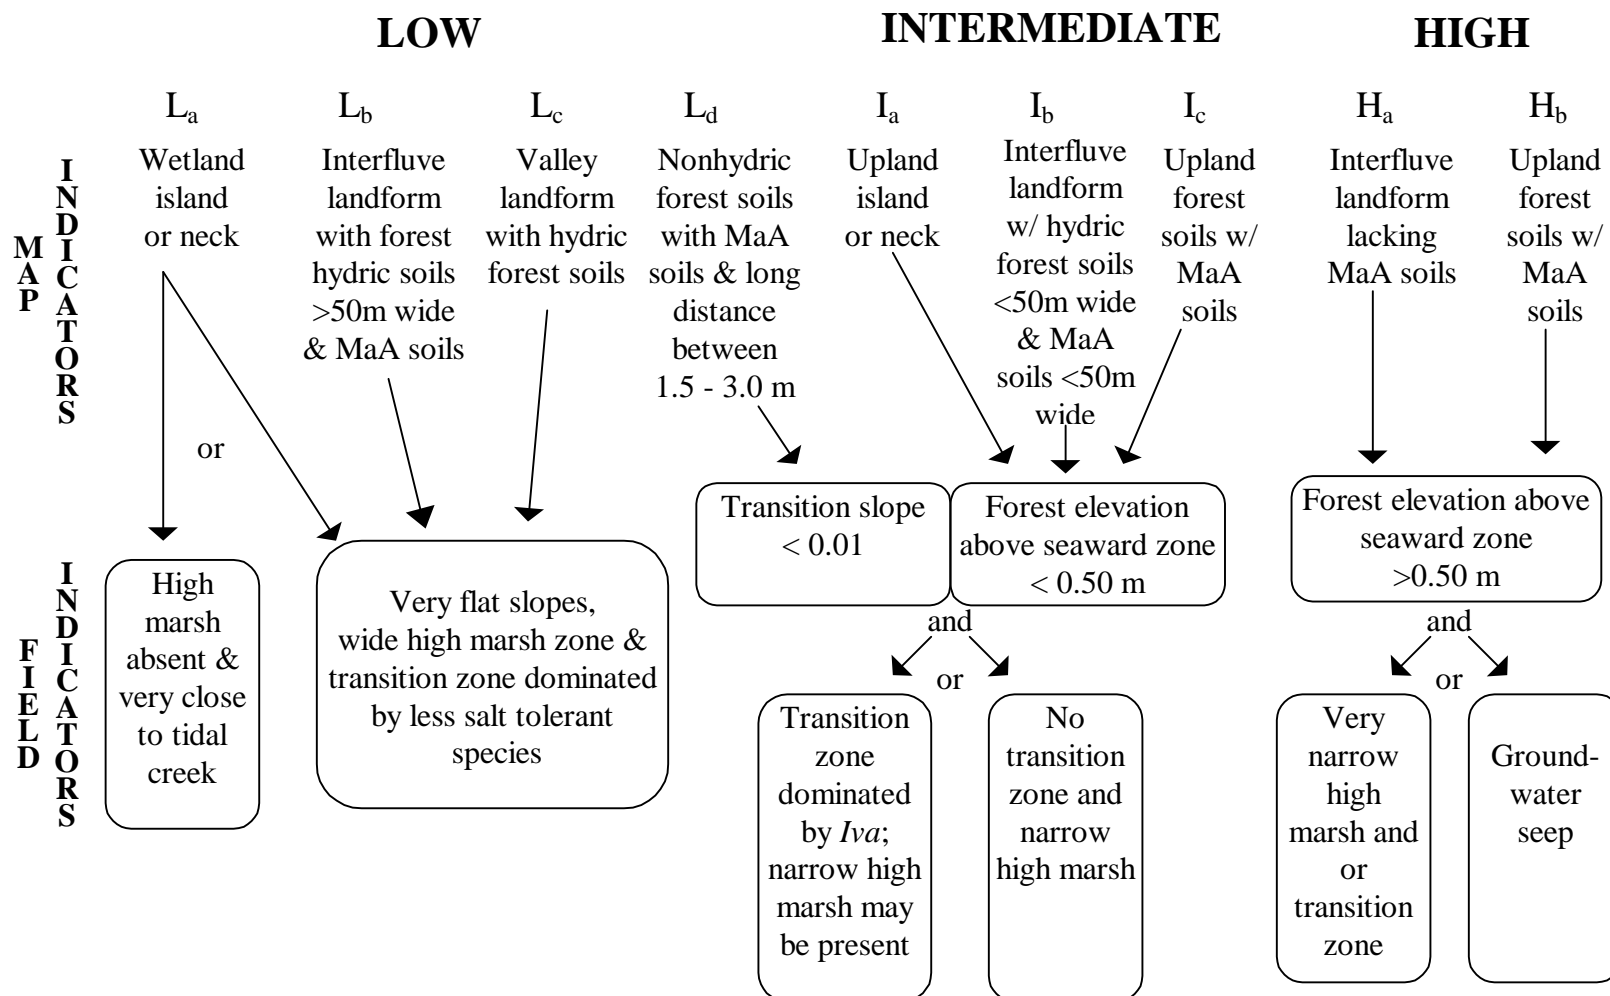 LOW
INTERMEDIATE
HIGH
MAP
INDICATORS
La
Wetland
island
or neck
Lb
Interfluve
landform
with forest
hydric soils
>50m wide
& MaA soils
Lc
Valley
landform
with hydric
forest soils
Ld
Nonhydric
forest soils
with MaA
soils & long
distance
between
1.5 - 3.0 m
Ia
Upland
island
or neck
Ib
Interfluve
landform
w/ hydric
forest soils
<50m wide
& MaA
soils <50m
wide
Ic
Upland
forest
soils w/
MaA
soils
Ha
Interfluve
landform
lacking
MaA soils
Hb
Upland
forest
soils w/
MaA
soils
or
FIELD
INDICATORS
High
marsh
absent &
very close
to tidal
creek
Very flat slopes,
wide high marsh zone &
transition zone dominated
by less salt tolerant
species
Transition slope
< 0.01
Forest elevation
above seaward zone
< 0.50 m
and
or
Transition
zone
dominated
by Iva;
narrow high
marsh may
be present
No
transition
zone and
narrow
high marsh
Forest elevation above
seaward zone
>0.50 m
and
or
Very
narrow
high
marsh and
or
transition
zone
Ground-
water
seep